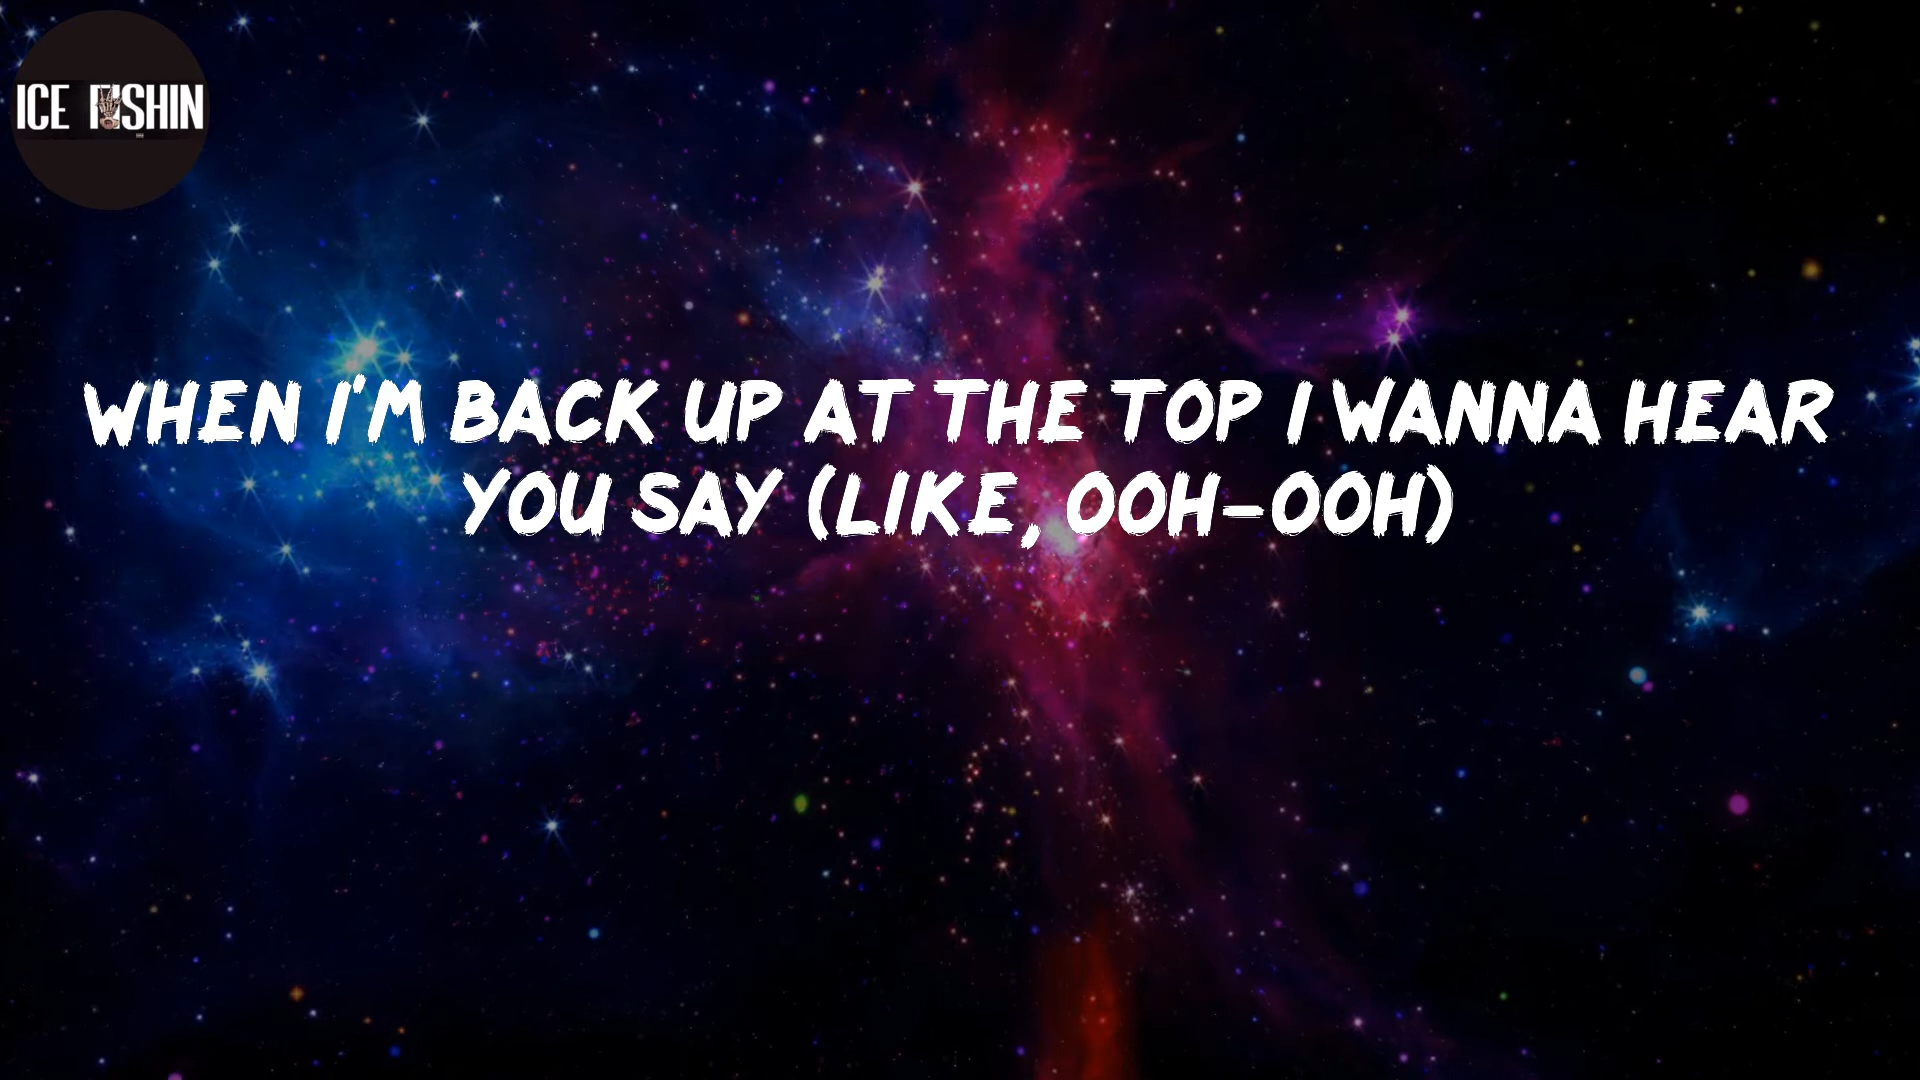 ICE FISHIN
WHEN I'M BACK UP AT THE TOP I WANNA HEAR
YOU SAY (LIKE, OOH-OOH)